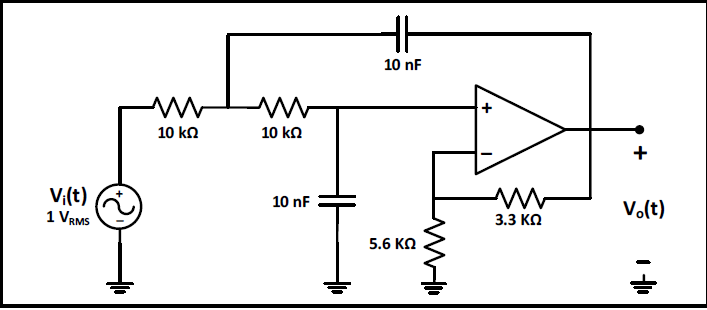 10 nF
10 kΩ
10 kΩ
+
−
+
Vi(t)
1 VRMS
+
−
10 nF
5.6 KΩ
3.3 KΩ
Vo(t)
−